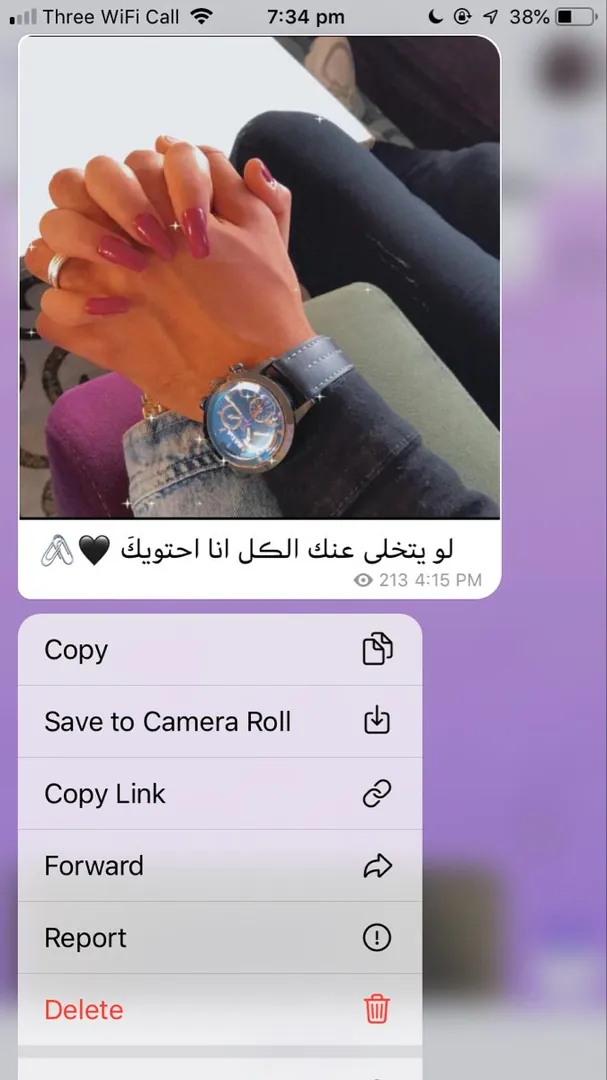 Three WiFi Call 7:34 pm 38%
لو يتخلى عنك الكل انا احتويكَ 🖤🖇
213 4:15 PM
Copy
Save to Camera Roll
Copy Link
Forward
Report
Delete